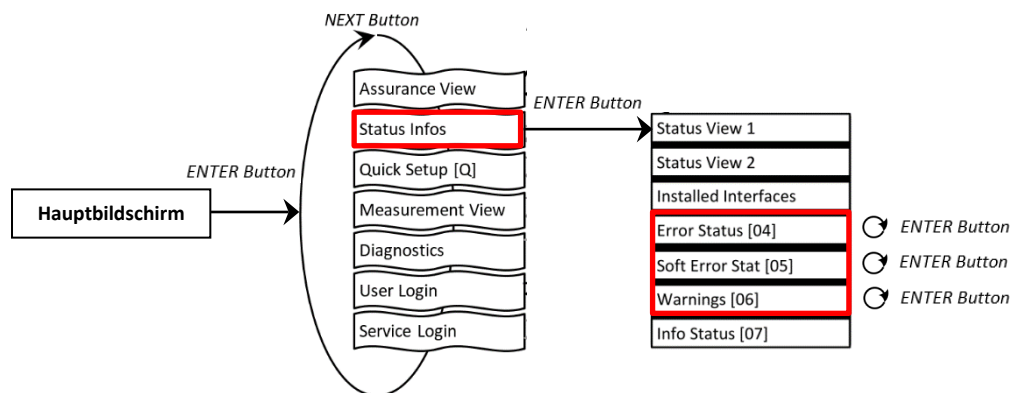 NEXT Button
Assurance View
Status Infos
Quick Setup [Q]
Measurement View
Diagnostics
User Login
Service Login
ENTER Button
Hauptbildschirm
ENTER Button
Status View 1
Status View 2
Installed Interfaces
Error Status [04]
Soft Error Stat [05]
Warnings [06]
Info Status [07]
ENTER Button
ENTER Button
ENTER Button